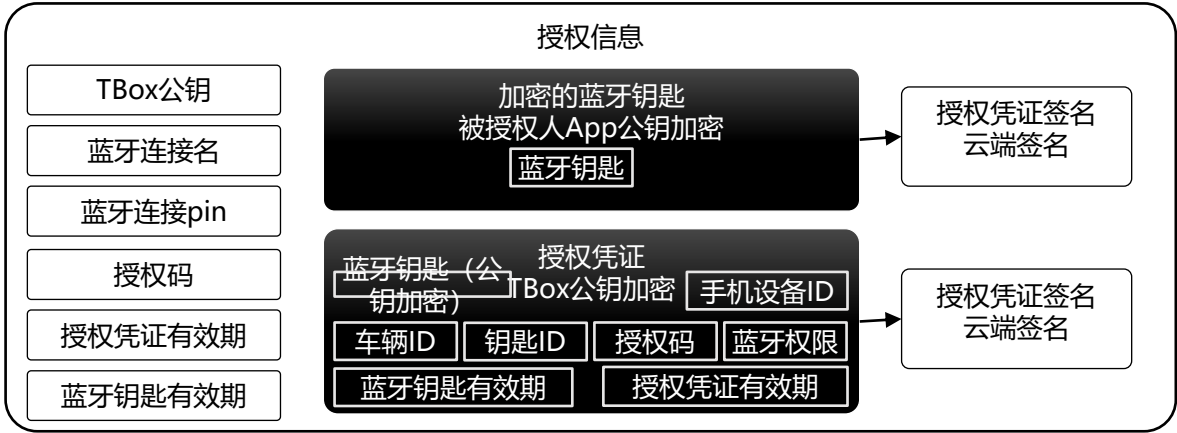 授权信息
TBox公钥
蓝牙连接名
蓝牙连接pin
授权码
授权凭证有效期
蓝牙钥匙有效期
加密的蓝牙钥匙
被授权人App公钥加密
蓝牙钥匙
授权凭证签名
云端签名
授权凭证
TBox公钥加密
蓝牙钥匙（公
钥加密）
手机设备ID
车辆ID
钥匙ID
授权码
蓝牙权限
蓝牙钥匙有效期
授权凭证有效期
授权凭证签名
云端签名